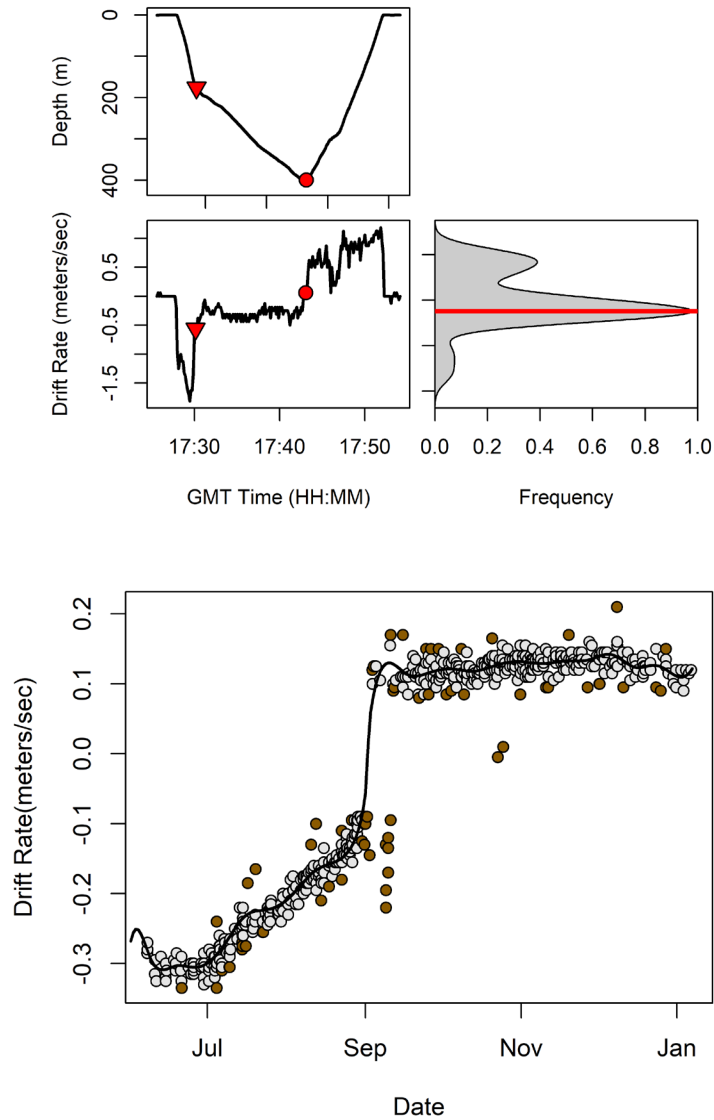 Depth (m)
0
200
400
Drift Rate (meters/sec)
0.5
-0.5
-1.5
17:30 17:40 17:50
GMT Time (HH:MM)
0.0 0.2 0.4 0.6 0.8 1.0
Frequency
Drift Rate(meters/sec)
0.2
0.1
0.0
-0.1
-0.2
-0.3
Jul Sep Nov Jan
Date